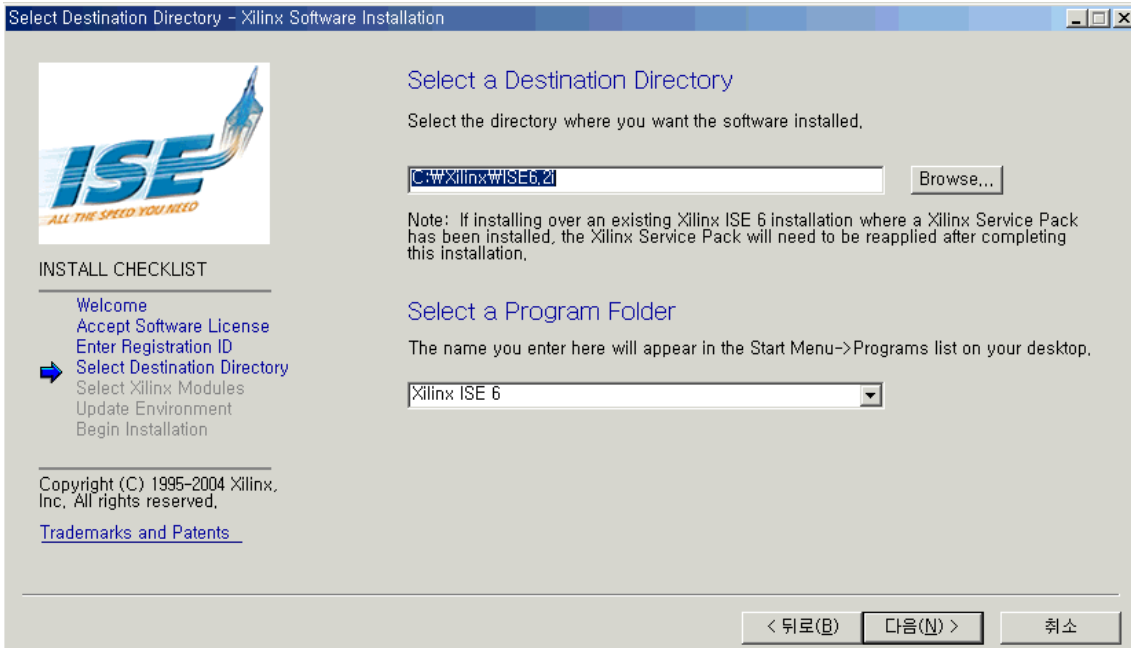 Select Destination Directory - Xilinx Software Installation
ISE
ALL THE SPEED YOU NEED
INSTALL CHECKLIST
Welcome
Accept Software License
Enter Registration ID
Select Destination Directory
Select Xilinx Modules
Update Environment
Begin Installation
Copyright (C) 1995-2004 Xilinx,
Inc. All rights reserved.
Trademarks and Patents
Select a Destination Directory
Select the directory where you want the software installed.
C:₩Xilinx₩ISE6.2i
Browse...
Note: If installing over an existing Xilinx ISE 6 installation where a Xilinx Service Pack
has been installed, the Xilinx Service Pack will need to be reapplied after completing
this installation.
Select a Program Folder
The name you enter here will appear in the Start Menu->Programs list on your desktop.
Xilinx ISE 6
< 뒤로(B)
다음(N) >
취소